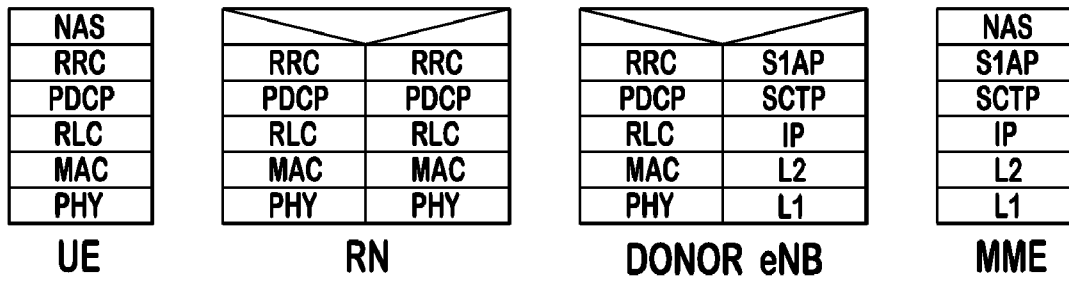 NAS NAS
RRC RRC RRC RRC S1AP S1AP
PDCP PDCP PDCP PDCP SCTP SCTP
RLC RLC RLC RLC IP IP
MAC MAC MAC MAC L2 L2
PHY PHY PHY PHY L1 L1
UE RN DONOR eNB MME